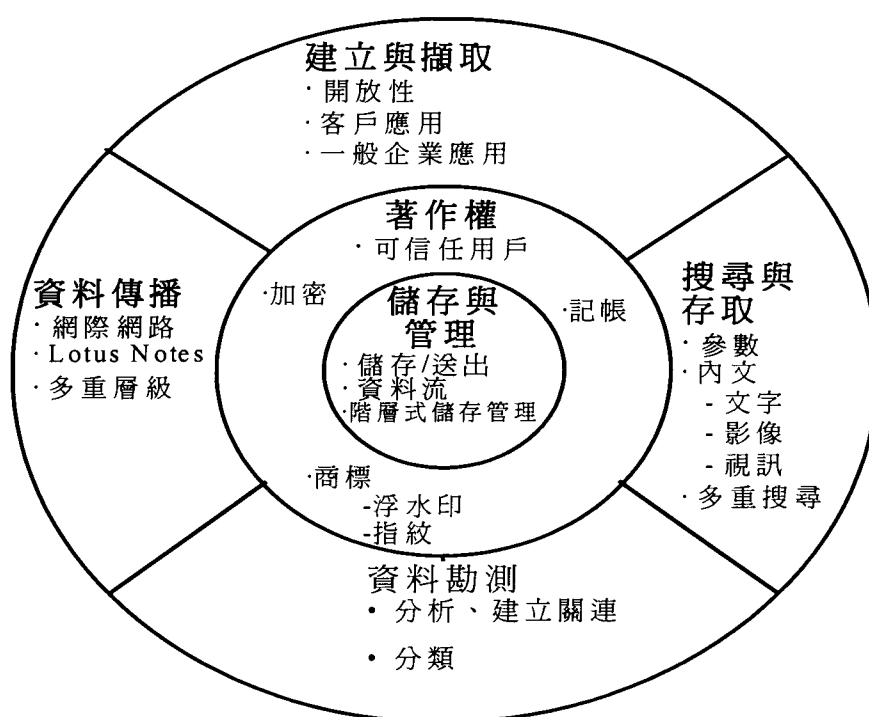 建立與擷取
·開放性
·客戶應用
·一般企業應用
著作權
·可信任用戶
·加密
·記帳
儲存與
管理
·儲存/送出
·資料流
·階層式儲存管理
·商標
-浮水印
-指紋
資料傳播
·網際網路
·Lotus Notes
·多重層級
搜尋與
存取
·參數
·內文
- 文字
- 影像
- 視訊
·多重搜尋
資料勘測
• 分析、建立關連
• 分類